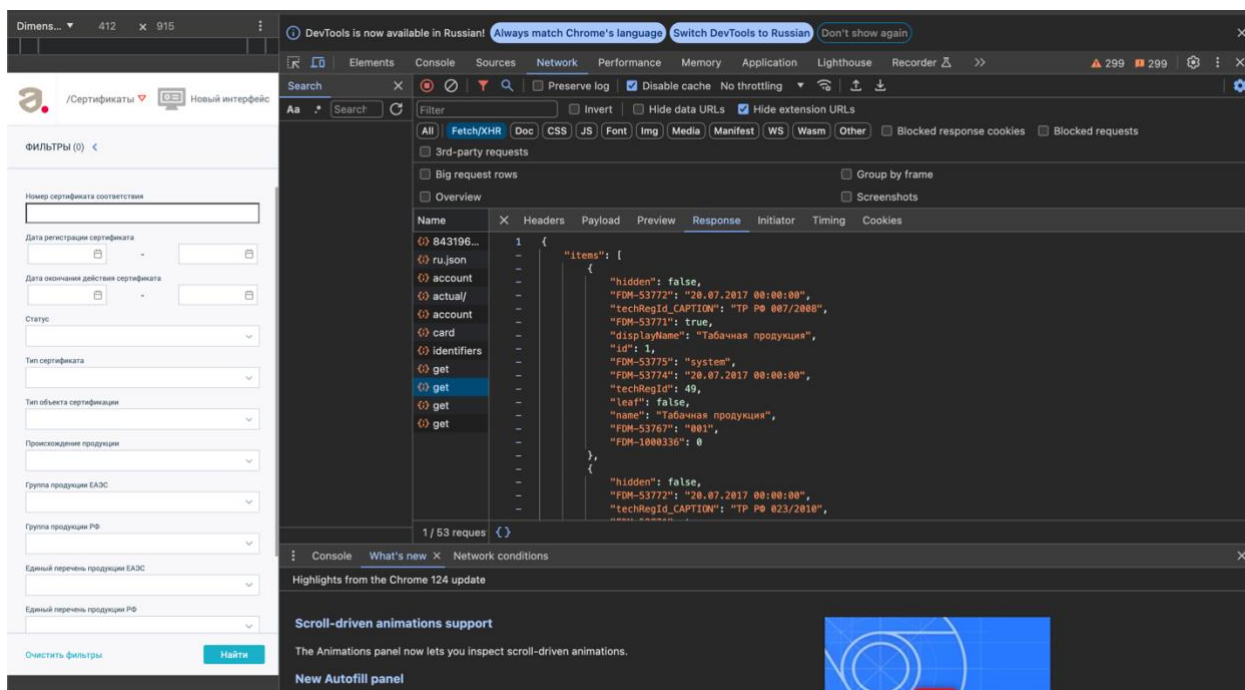 Dimens... ▼ 412 x 915
DevTools is now available in Russian! Always match Chrome's language Switch DevTools to Russian Don't show again
Elements Console Sources Network Performance Memory Application Lighthouse Recorder >> 299 299
/Сертификаты Новый интерфейс
ФИЛЬТРЫ (0) <
Номер сертификата соответствия
Дата регистрации сертификата
-
Дата окончания действия сертификата
-
Статус
Тип сертификата
Тип объекта сертификации
Происхождение продукции
Группа продукции ЕАЭС
Группа продукции РФ
Единый перечень продукции ЕАЭС
Единый перечень продукции РФ
Очистить фильтры Найти
Search
Aa .* Search
Preserve log Disable cache No throttling
Filter Invert Hide data URLs Hide extension URLs
All Fetch/XHR Doc CSS JS Font Img Media Manifest WS Wasm Other Blocked response cookies Blocked requests
3rd-party requests
Big request rows Group by frame
Overview Screenshots
Name Headers Payload Preview Response Initiator Timing Cookies
843196...
ru.json
account
actual/
account
card
identifiers
get
get
get
get
1 {
"items": [
{
"hidden": false,
"FDM-53772": "20.07.2017 00:00:00",
"techRegId_CAPTION": "ТР РФ 007/2008",
"FDM-53771": true,
"displayName": "Табачная продукция",
"id": 1,
"FDM-53775": "system",
"FDM-53774": "20.07.2017 00:00:00",
"techRegId": 49,
"leaf": false,
"name": "Табачная продукция",
"FDM-53767": "001",
"FDM-1000336": 0
},
{
"hidden": false,
"FDM-53772": "20.07.2017 00:00:00",
"techRegId_CAPTION": "ТР РФ 023/2010",
1 / 53 reques {}
Console What's new Network conditions
Highlights from the Chrome 124 update
Scroll-driven animations support
The Animations panel now lets you inspect scroll-driven animations.
New Autofill panel